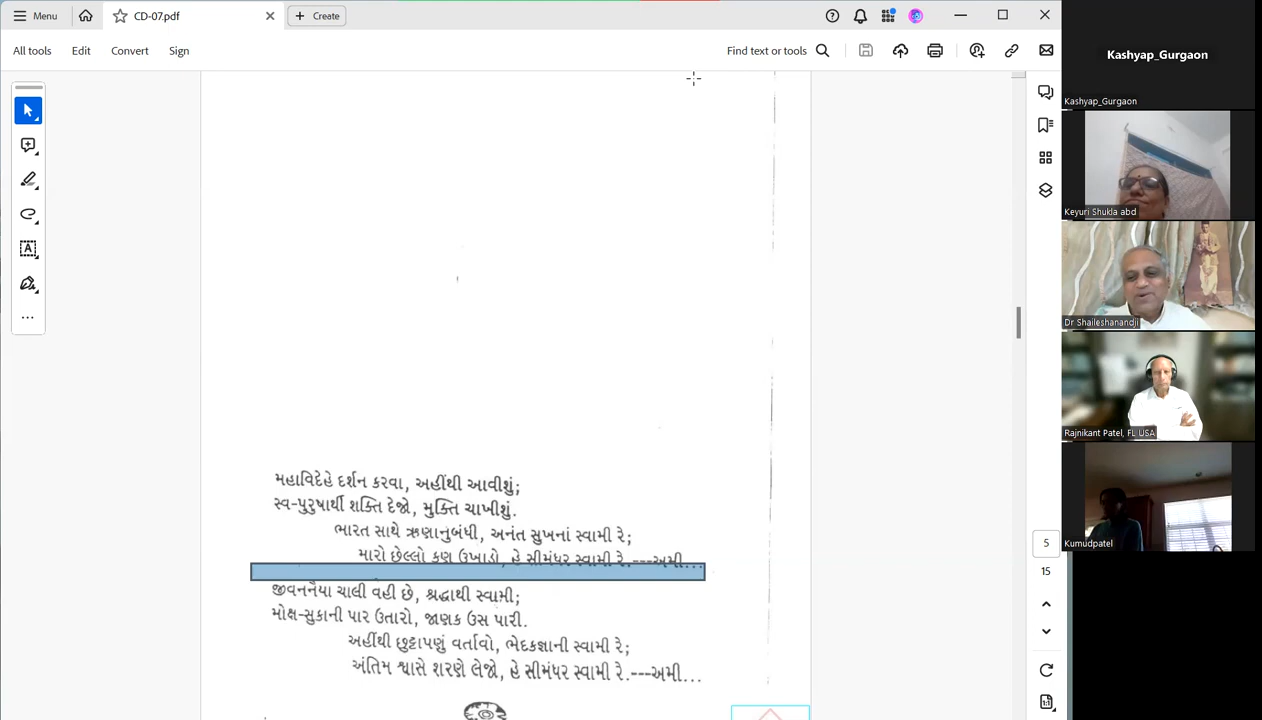 Menu
CD-07.pdf
Create
All tools
Edit
Convert
Sign
Find text or tools
મહાવિદેહે દર્શન કરવા, અહીંથી આવીશું;
સ્વ-પુરુષાર્થી શક્તિ દેજો, મુક્તિ ચાખીશું.
ભારત સાથે ઋણાનુબંધી, અનંત સુખનાં સ્વામી રે;
મારો છેલ્લો કણ ઉખાડો, હે સીમંધર સ્વામી રે.---અમી...
જીવનનૈયા ચાલી વહી છે, શ્રદ્ધાથી સ્વામી;
મોક્ષ-સુકાની પાર ઉતારો, જાણક ઉસ પારી.
અહીંથી છુટ્ટાપણું વર્તાવો, ભેદકજ્ઞાની સ્વામી રે;
અંતિમ શ્વાસે શરણે લેજો, હે સીમંધર સ્વામી રે.---અમી...
5
15
Kashyap_Gurgaon
Kashyap_Gurgaon
Keyuri Shukla abd
Dr Shaileshanandji
Rajnikant Patel, FL USA
Kumudpatel